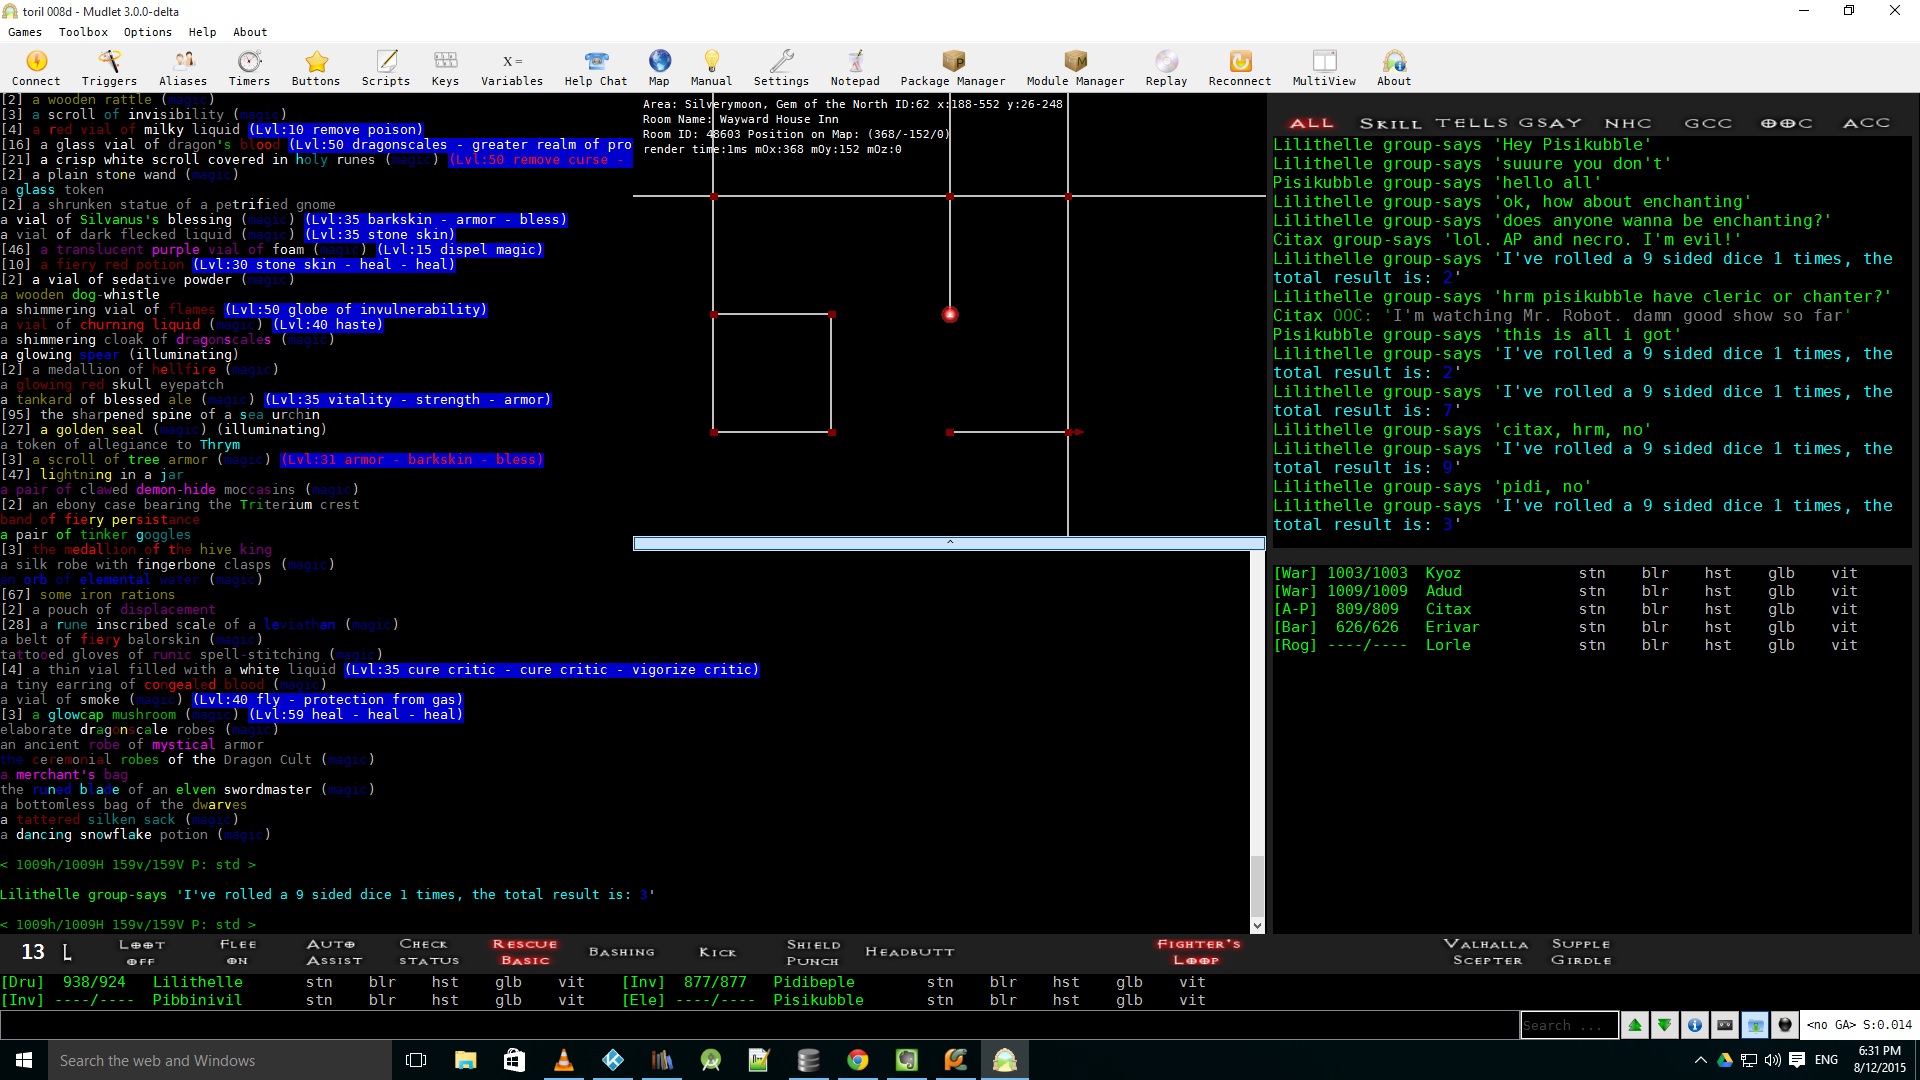 toril 008d - Mudlet 3.0.0-delta
Games Toolbox Options Help About
Connect Triggers Aliases Timers Buttons Scripts Keys Variables Help Chat Map Manual Settings Notepad Package Manager Module Manager Replay Reconnect MultiView About
[2] a wooden rattle (magic)
[3] a scroll of invisibility (magic)
[4] a red vial of milky liquid (Lvl:10 remove poison)
[16] a glass vial of dragon's blood (Lvl:50 dragonscales - greater realm of pro
[21] a crisp white scroll covered in holy runes (magic) (Lvl:50 remove curse -
[2] a plain stone wand (magic)
a glass token
[2] a shrunken statue of a petrified gnome
a vial of Silvanus's blessing (magic) (Lvl:35 barkskin - armor - bless)
a vial of dark flecked liquid (magic) (Lvl:35 stone skin)
[46] a translucent purple vial of foam (magic) (Lvl:15 dispel magic)
[10] a fiery red potion (Lvl:30 stone skin - heal - heal)
[2] a vial of sedative powder (magic)
a wooden dog-whistle
a shimmering vial of flames (Lvl:50 globe of invulnerability)
a vial of churning liquid (magic) (Lvl:40 haste)
a shimmering cloak of dragonscales (magic)
a glowing spear (illuminating)
[2] a medallion of hellfire (magic)
a glowing red skull eyepatch
a tankard of blessed ale (magic) (Lvl:35 vitality - strength - armor)
[95] the sharpened spine of a sea urchin
[27] a golden seal (magic) (illuminating)
a token of allegiance to Thrym
[3] a scroll of tree armor (magic) (Lvl:31 armor - barkskin - bless)
[47] lightning in a jar
a pair of clawed demon-hide moccasins (magic)
[2] an ebony case bearing the Triterium crest
band of fiery persistance
a pair of tinker goggles
[3] the medallion of the hive king
a silk robe with fingerbone clasps (magic)
an orb of elemental water (magic)
[67] some iron rations
[2] a pouch of displacement
[28] a rune inscribed scale of a leviathan (magic)
a belt of fiery balorskin (magic)
tattooed gloves of runic spell-stitching (magic)
[4] a thin vial filled with a white liquid (Lvl:35 cure critic - cure critic - vigorize critic)
a tiny earring of congealed blood (magic)
a vial of smoke (magic) (Lvl:40 fly - protection from gas)
[3] a glowcap mushroom (magic) (Lvl:59 heal - heal - heal)
elaborate dragonscale robes (magic)
an ancient robe of mystical armor
the ceremonial robes of the Dragon Cult (magic)
a merchant's bag
the runed blade of an elven swordmaster (magic)
a bottomless bag of the dwarves
a tattered silken sack (magic)
a dancing snowflake potion (magic)
< 1009h/1009H 159v/159V P: std >
Lilithelle group-says 'I've rolled a 9 sided dice 1 times, the total result is: 3'
< 1009h/1009H 159v/159V P: std >
Area: Silverymoon, Gem of the North ID:62 x:188-552 y:26-248
Room Name: Wayward House Inn
Room ID: 48603 Position on Map: (368/-152/0)
render time:1ms mOx:368 mOy:152 mOz:0
^
ALL SKILL TELLS GSAY NHC GCC OOC ACC
Lilithelle group-says 'Hey Pisikubble'
Lilithelle group-says 'suuure you don't'
Pisikubble group-says 'hello all'
Lilithelle group-says 'ok, how about enchanting'
Lilithelle group-says 'does anyone wanna be enchanting?'
Citax group-says 'lol. AP and necro. I'm evil!'
Lilithelle group-says 'I've rolled a 9 sided dice 1 times, the
total result is: 2'
Lilithelle group-says 'hrm pisikubble have cleric or chanter?'
Citax OOC: 'I'm watching Mr. Robot. damn good show so far'
Pisikubble group-says 'this is all i got'
Lilithelle group-says 'I've rolled a 9 sided dice 1 times, the
total result is: 2'
Lilithelle group-says 'I've rolled a 9 sided dice 1 times, the
total result is: 7'
Lilithelle group-says 'citax, hrm, no'
Lilithelle group-says 'I've rolled a 9 sided dice 1 times, the
total result is: 9'
Lilithelle group-says 'pidi, no'
Lilithelle group-says 'I've rolled a 9 sided dice 1 times, the
total result is: 3'
[War] 1003/1003 Kyoz stn blr hst glb vit
[War] 1009/1009 Adud stn blr hst glb vit
[A-P] 809/809 Citax stn blr hst glb vit
[Bar] 626/626 Erivar stn blr hst glb vit
[Rog] ----/---- Lorle stn blr hst glb vit
13 L LOOT OFF FLEE ON AUTO ASSIST CHECK STATUS RESCUE BASIC BASHING KICK SHIELD PUNCH HEADBUTT FIGHTER'S LOOP VALHALLA SCEPTER SUPPLE GIRDLE
[Dru] 938/924 Lilithelle stn blr hst glb vit [Inv] 877/877 Pidibeple stn blr hst glb vit
[Inv] ----/---- Pibbinivil stn blr hst glb vit [Ele] ----/---- Pisikubble stn blr hst glb vit
Search ... <no GA> S:0.014
Search the web and Windows ENG 6:31 PM
8/12/2015